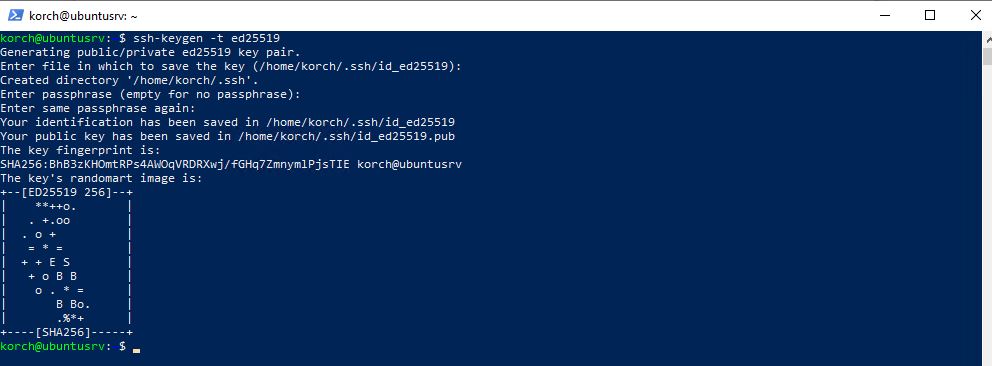 korch@ubuntusrv: ~
korch@ubuntusrv: $ ssh-keygen -t ed25519
Generating public/private ed25519 key pair.
Enter file in which to save the key (/home/korch/.ssh/id_ed25519):
Created directory '/home/korch/.ssh'.
Enter passphrase (empty for no passphrase):
Enter same passphrase again:
Your identification has been saved in /home/korch/.ssh/id_ed25519
Your public key has been saved in /home/korch/.ssh/id_ed25519.pub
The key fingerprint is:
SHA256:BhB3zKHOmtRPs4AWOqVRDRXwj/fGHq7ZmnymlPjsTIE korch@ubuntusrv
The key's randomart image is:
+--[ED25519 256]--+
|    **++o.       |
|   . +.oo        |
|  . o +          |
|   = * =         |
|  + + E S        |
|   + o B B       |
|    o . * =      |
|       B Bo.     |
|       .%*+      |
+----[SHA256]-----+
korch@ubuntusrv: $